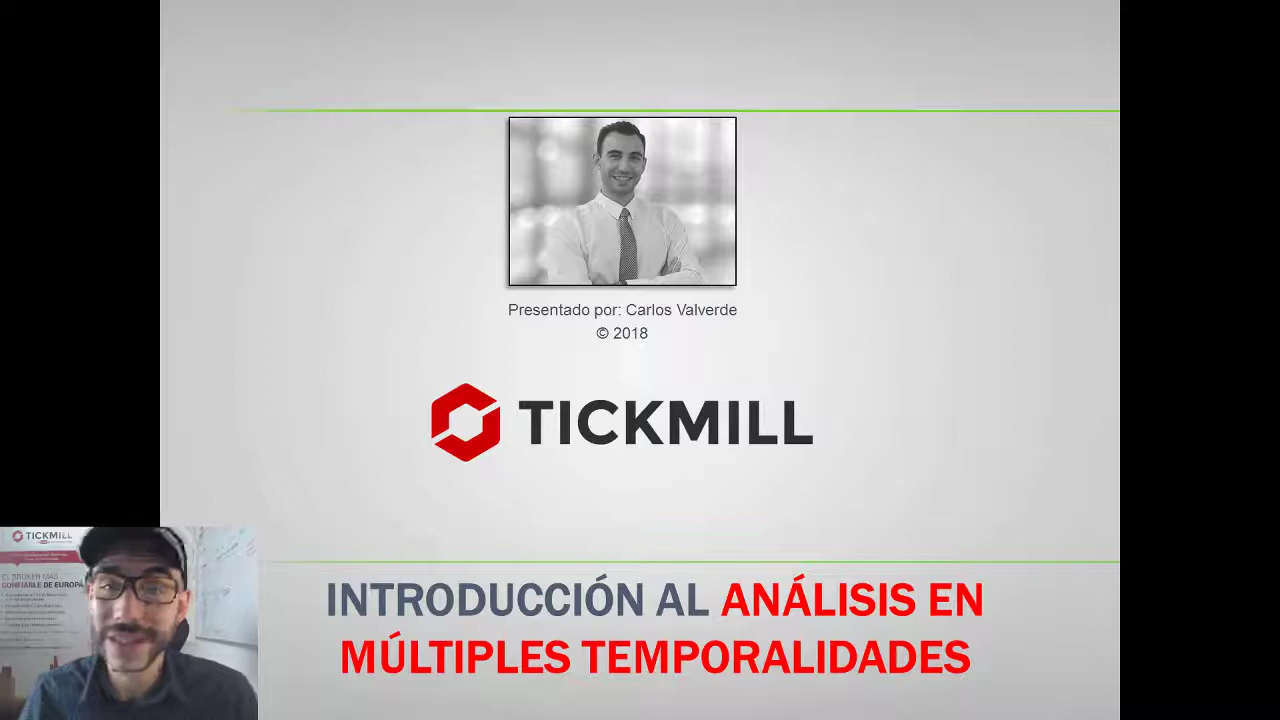 Presentado por: Carlos Valverde
© 2018
TICKMILL
TICKMILL
EL BROKER MÁS
CONFIABLE DE EUROPA
INTRODUCCIÓN AL ANÁLISIS EN
MÚLTIPLES TEMPORALIDADES